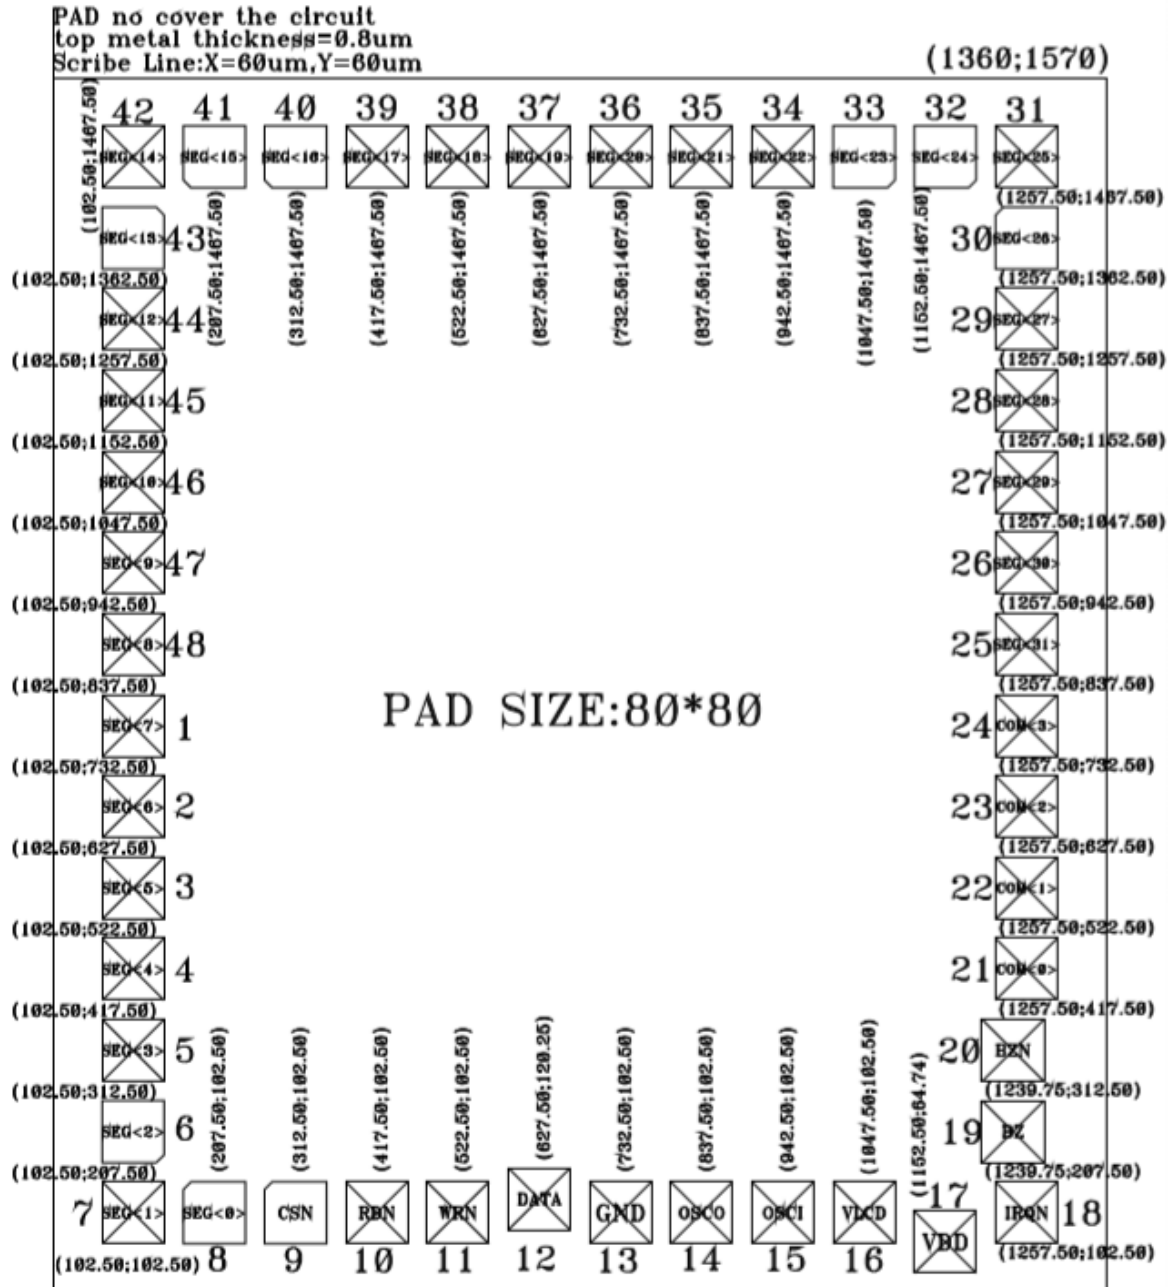 PAD no cover the circuit
top metal thickness=0.8um
Scribe Line:X=60um,Y=60um
(1360;1570)
42 41 40 39 38 37 36 35 34 33 32 31
SEG<14> SEG<15> SEG<16> SEG<17> SEG<18> SEG<19> SEG<20> SEG<21> SEG<22> SEG<23> SEG<24> SEG<25>
(102.50;1467.50)
(207.50;1467.50)
(312.50;1467.50)
(417.50;1467.50)
(522.50;1467.50)
(627.50;1467.50)
(732.50;1467.50)
(837.50;1467.50)
(942.50;1467.50)
(1047.50;1467.50)
(1152.50;1467.50)
(1257.50;1467.50)
SEG<13> 43 30 SEG<26>
(102.50;1362.50) (1257.50;1362.50)
SEG<12> 44 29 SEG<27>
(102.50;1257.50) (1257.50;1257.50)
SEG<11> 45 28 SEG<28>
(102.50;1152.50) (1257.50;1152.50)
SEG<10> 46 27 SEG<29>
(102.50;1047.50) (1257.50;1047.50)
SEG<9> 47 26 SEG<30>
(102.50;942.50) (1257.50;942.50)
SEG<8> 48 25 SEG<31>
(102.50;837.50) (1257.50;837.50)
PAD SIZE:80*80
SEG<7> 1 24 COM<3>
(102.50;732.50) (1257.50;732.50)
SEG<6> 2 23 COM<2>
(102.50;627.50) (1257.50;627.50)
SEG<5> 3 22 COM<1>
(102.50;522.50) (1257.50;522.50)
SEG<4> 4 21 COM<0>
(102.50;417.50) (1257.50;417.50)
SEG<3> 5 20 BZN
(102.50;312.50) (1239.75;312.50)
SEG<2> 6 19 BZ
(102.50;207.50) (1239.75;207.50)
(207.50;102.50)
(312.50;102.50)
(417.50;102.50)
(522.50;102.50)
(627.50;120.25)
(732.50;102.50)
(837.50;102.50)
(942.50;102.50)
(1047.50;102.50)
(1152.50;64.74)
7 SEG<1> SEG<0> CSN RDN WRN DATA GND OSCO OSCI VLCD 17 VDD IRQN 18
(102.50;102.50) 8 9 10 11 12 13 14 15 16 (1257.50;102.50)